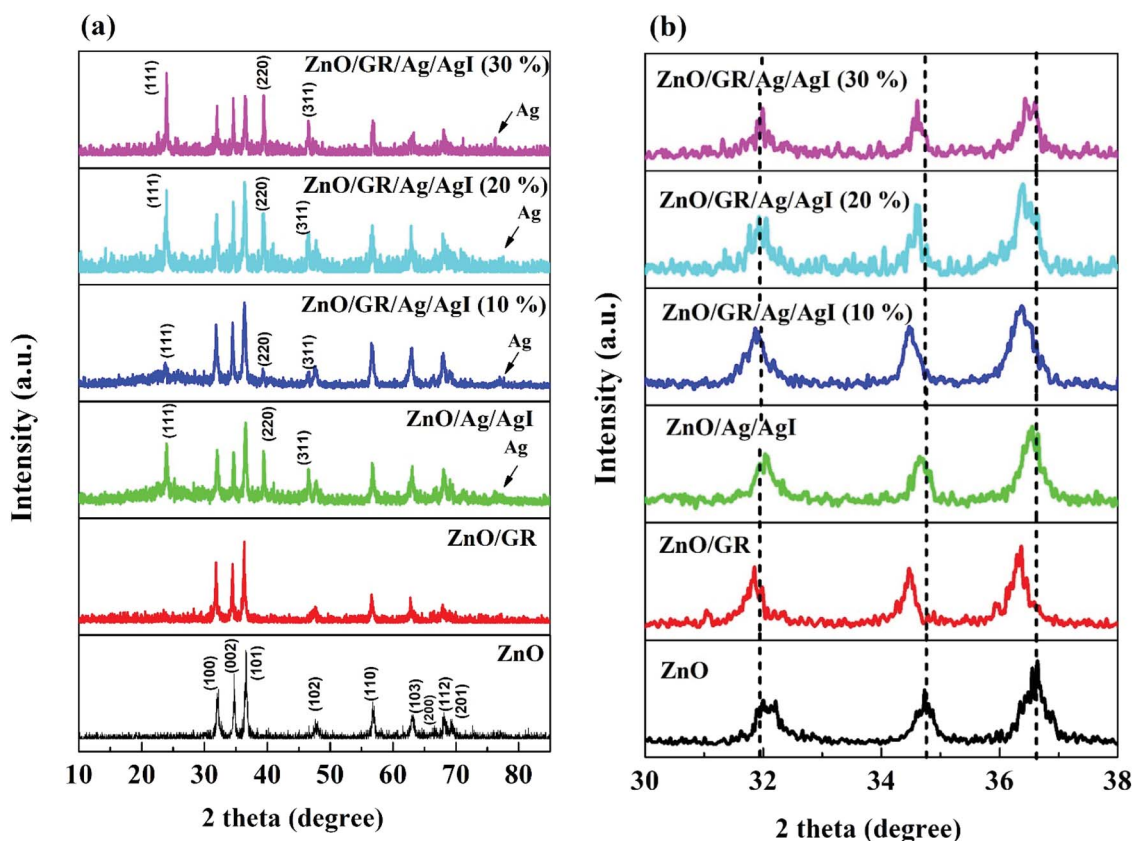 (a)
ZnO/GR/Ag/AgI (30 %)
(111)
(220)
(311)
Ag
ZnO/GR/Ag/AgI (20 %)
(111)
(220)
(311)
Ag
ZnO/GR/Ag/AgI (10 %)
(111)
(220)
(311)
Ag
ZnO/Ag/AgI
(111)
(220)
(311)
Ag
ZnO/GR
ZnO
(100)
(002)
(101)
(102)
(110)
(103)
(200)
(112)
(201)
10 20 30 40 50 60 70 80
2 theta (degree)
Intensity (a.u.)
(b)
ZnO/GR/Ag/AgI (30 %)
ZnO/GR/Ag/AgI (20 %)
ZnO/GR/Ag/AgI (10 %)
ZnO/Ag/AgI
ZnO/GR
ZnO
30 32 34 36 38
2 theta (degree)
Intensity (a.u.)